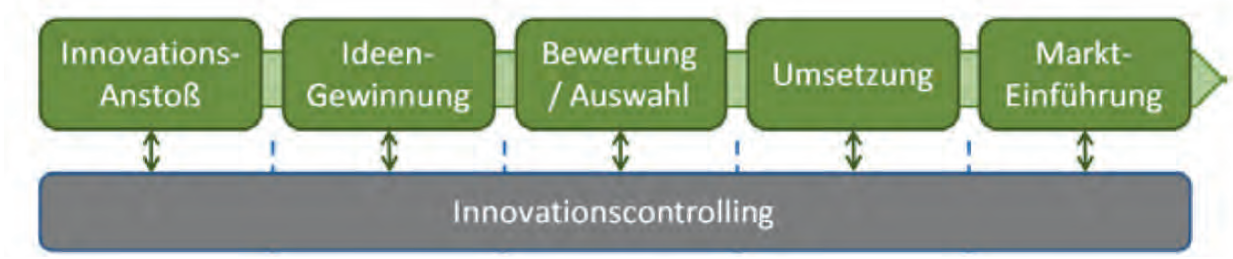 Innovations-
Anstoß
Ideen-
Gewinnung
Bewertung
/ Auswahl
Umsetzung
Markt-
Einführung
Innovationscontrolling